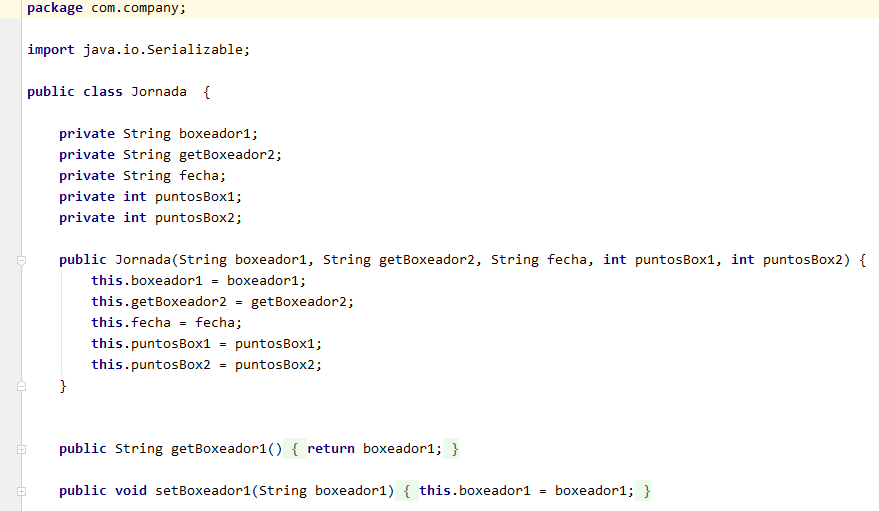 package com.company;
import java.io.Serializable;
public class Jornada  {
private String boxeador1;
private String getBoxeador2;
private String fecha;
private int puntosBox1;
private int puntosBox2;
public Jornada(String boxeador1, String getBoxeador2, String fecha, int puntosBox1, int puntosBox2) {
this.boxeador1 = boxeador1;
this.getBoxeador2 = getBoxeador2;
this.fecha = fecha;
this.puntosBox1 = puntosBox1;
this.puntosBox2 = puntosBox2;
}
public String getBoxeador1() { return boxeador1; }
public void setBoxeador1(String boxeador1) { this.boxeador1 = boxeador1; }